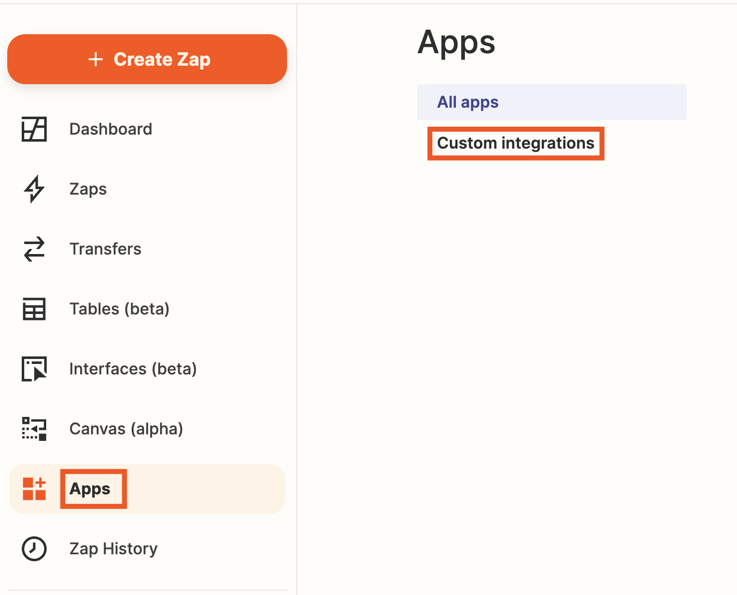 + Create Zap
Dashboard
Zaps
Transfers
Tables (beta)
Interfaces (beta)
Canvas (alpha)
Apps
Zap History
Apps
All apps
Custom integrations